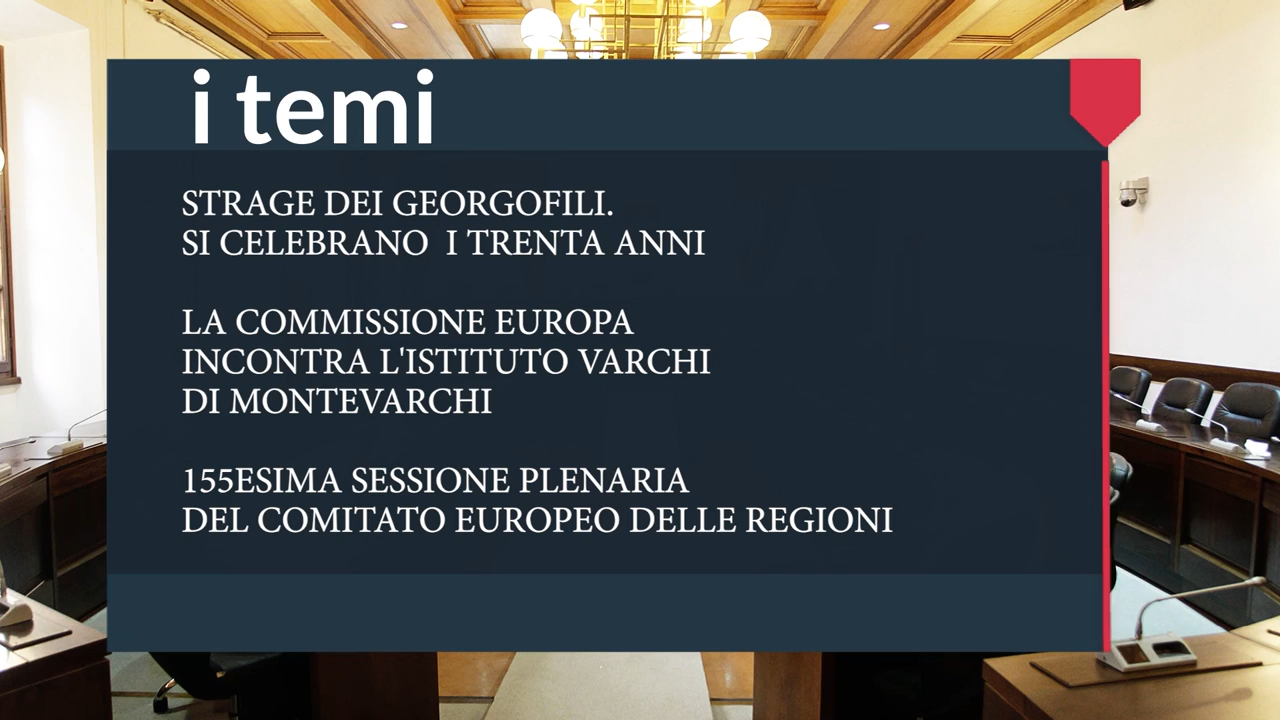 i temi
STRAGE DEI GEORGOFILI.
SI CELEBRANO  I TRENTA ANNI
LA COMMISSIONE EUROPA
INCONTRA L'ISTITUTO VARCHI
DI MONTEVARCHI
155ESIMA SESSIONE PLENARIA
DEL COMITATO EUROPEO DELLE REGIONI